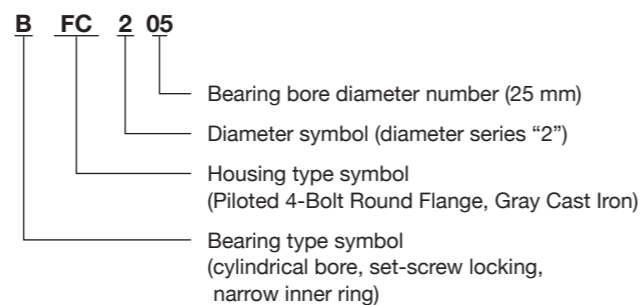 B FC 2 05
Bearing bore diameter number (25 mm)
Diameter symbol (diameter series “2”)
Housing type symbol
(Piloted 4-Bolt Round Flange, Gray Cast Iron)
Bearing type symbol
(cylindrical bore, set-screw locking,
narrow inner ring)